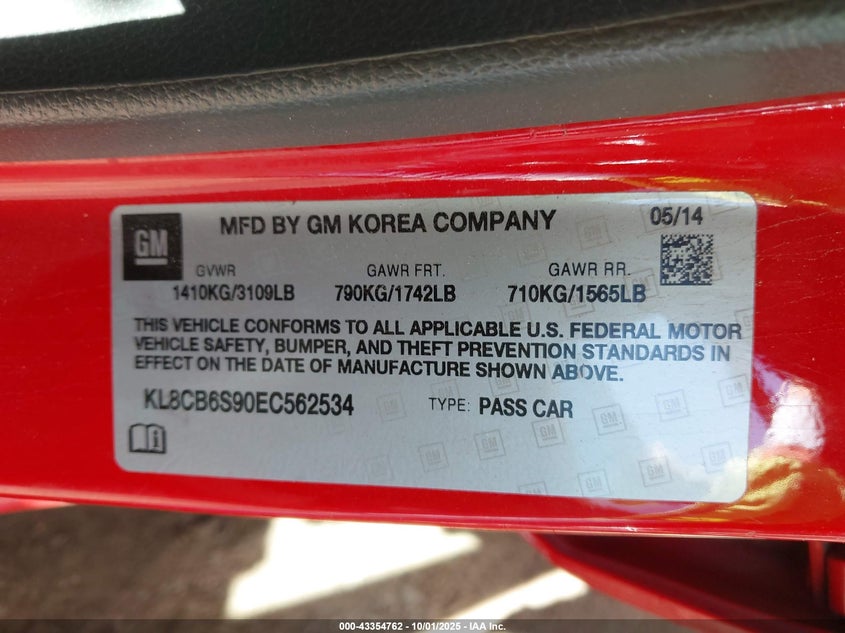 GM
MFD BY GM KOREA COMPANY
05/14
GVWR
GAWR FRT.
GAWR RR.
1410KG/3109LB
790KG/1742LB
710KG/1565LB
THIS VEHICLE CONFORMS TO ALL APPLICABLE U.S. FEDERAL MOTOR
VEHICLE SAFETY, BUMPER, AND THEFT PREVENTION STANDARDS IN
EFFECT ON THE DATE OF MANUFACTURE SHOWN ABOVE.
KL8CB6S90EC562534
TYPE: PASS CAR
000-43354762 - 10/01/2025 - IAA Inc.